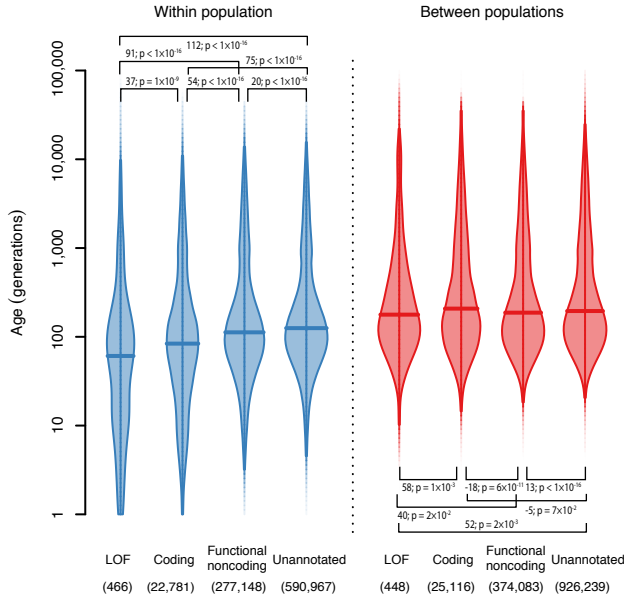 Within population
Between populations
112; p < 1×10⁻¹⁶
91; p < 1×10⁻¹⁶
75; p < 1×10⁻¹⁶
37; p = 1×10⁻⁹
54; p < 1×10⁻¹⁶
20; p < 1×10⁻¹⁶
Age (generations)
100,000
10,000
1,000
100
10
1
58; p = 1×10⁻³
-18; p = 6×10⁻¹¹
13; p < 1×10⁻¹⁶
40; p = 2×10⁻²
-5; p = 7×10⁻²
52; p = 2×10⁻³
LOF
Coding
Functional
noncoding
Unannotated
LOF
Coding
Functional
noncoding
Unannotated
(466)
(22,781)
(277,148)
(590,967)
(448)
(25,116)
(374,083)
(926,239)